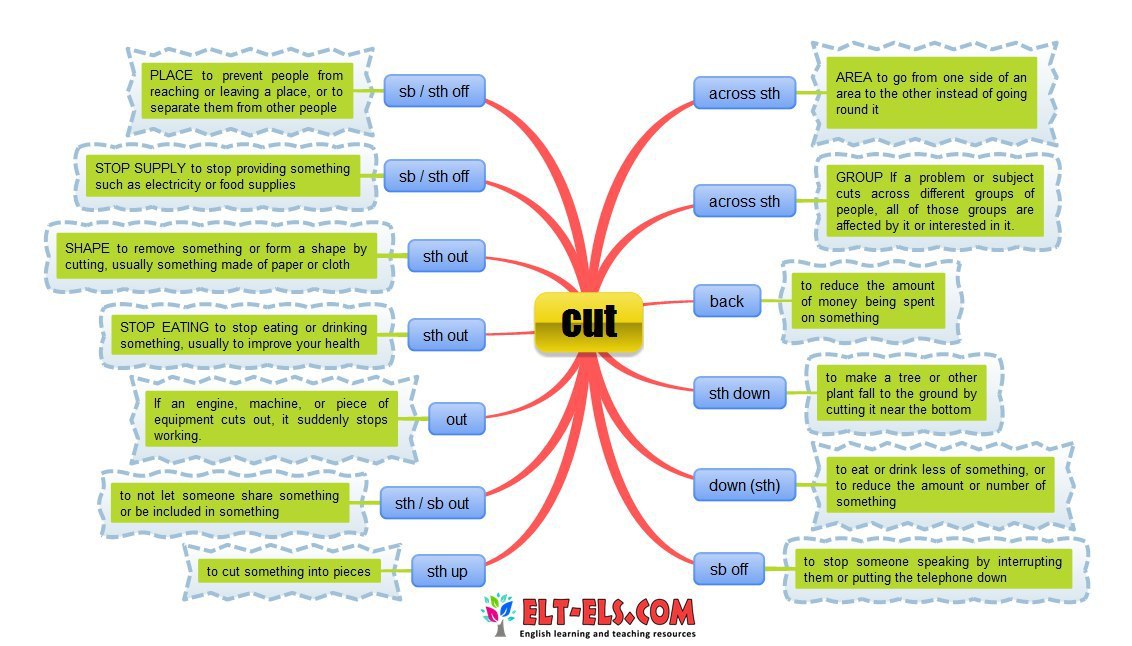 PLACE to prevent people from
reaching or leaving a place, or to
separate them from other people
sb / sth off
STOP SUPPLY to stop providing something
such as electricity or food supplies
sb / sth off
SHAPE to remove something or form a shape by
cutting, usually something made of paper or cloth
sth out
STOP EATING to stop eating or drinking
something, usually to improve your health
sth out
If an engine, machine, or piece of
equipment cuts out, it suddenly stops
working.
out
to not let someone share something
or be included in something
sth / sb out
to cut something into pieces
sth up
cut
across sth
AREA to go from one side of an
area to the other instead of going
round it
across sth
GROUP If a problem or subject
cuts across different groups of
people, all of those groups are
affected by it or interested in it.
back
to reduce the amount
of money being spent
on something
sth down
to make a tree or other
plant fall to the ground by
cutting it near the bottom
down (sth)
to eat or drink less of something, or
to reduce the amount or number of
something
sb off
to stop someone speaking by interrupting
them or putting the telephone down
ELT-ELS.COM
English learning and teaching resources